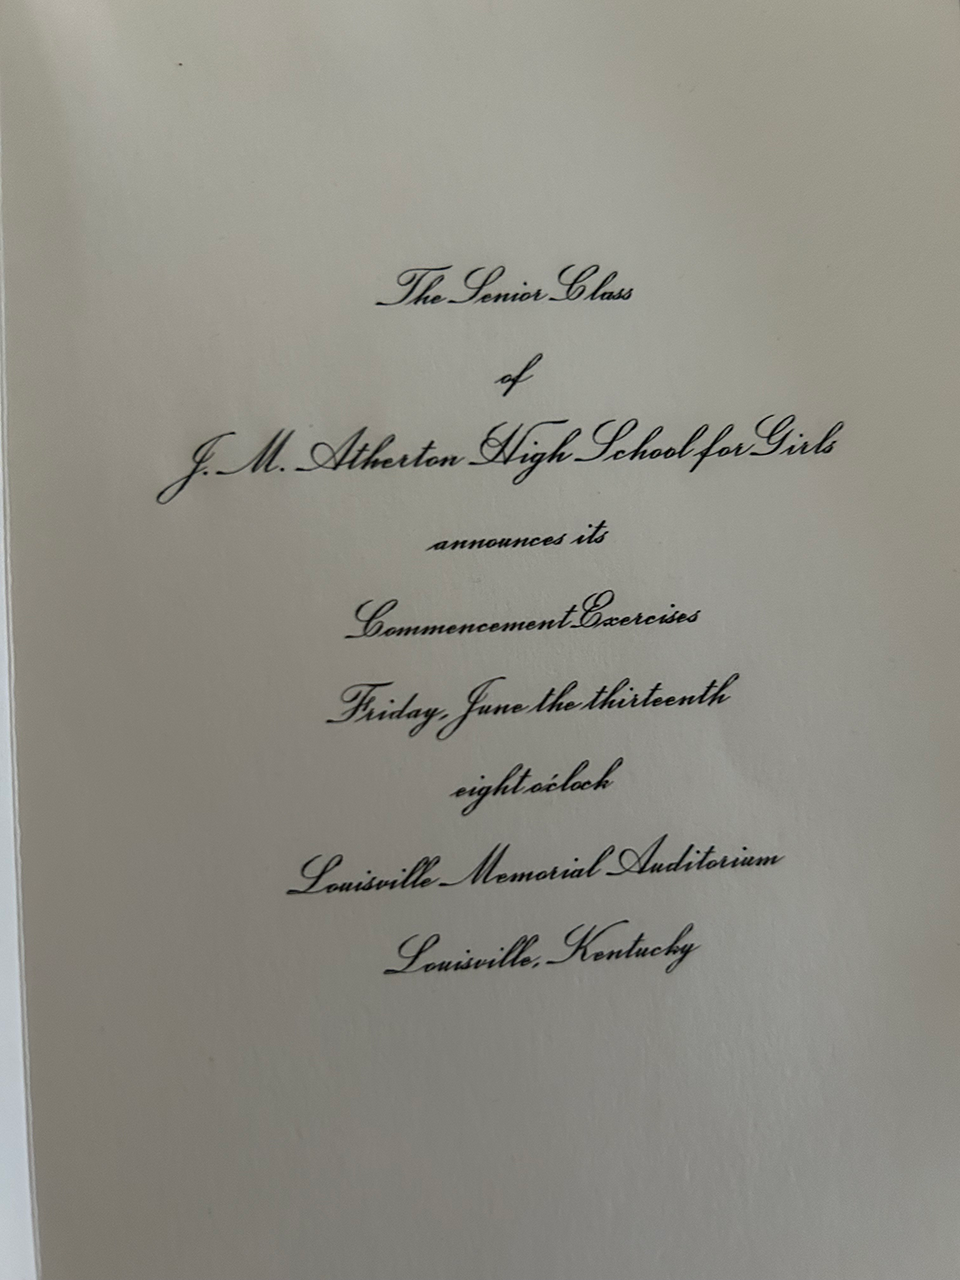 The Senior Class
of
J. M. Atherton High School for Girls
announces its
Commencement Exercises
Friday, June the thirteenth
eight o'clock
Louisville Memorial Auditorium
Louisville, Kentucky